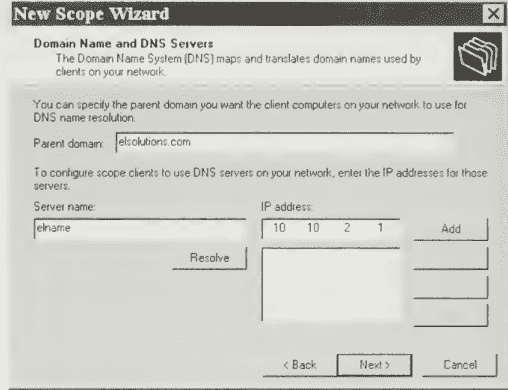 New Scope Wizard
Domain Name and DNS Servers
The Domain Name System (DNS) maps and translates domain names used by
clients on your network.
You can specify the parent domain you want the client computers on your network to use for
DNS name resolution.
Parent domain: elsolutions.com
To configure scope clients to use DNS servers on your network, enter the IP addresses for those
servers.
Server name: IP address:
elname 10 10 2 1 Add
Resolve
< Back Next > Cancel